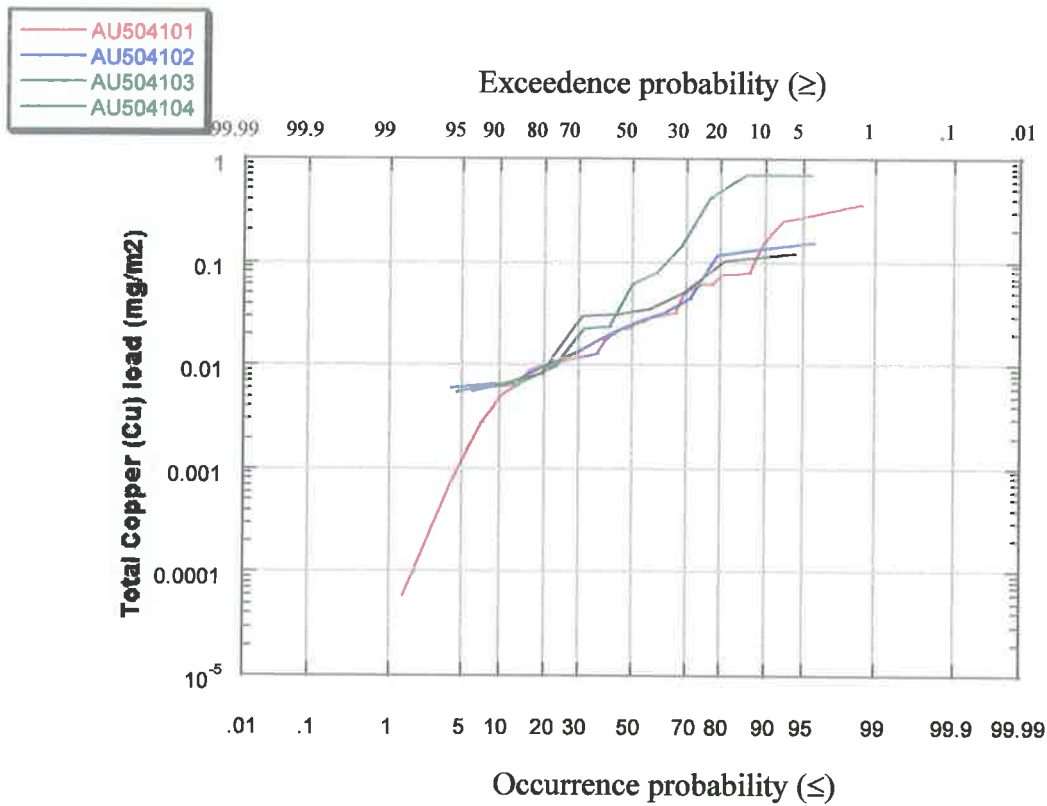 AU504101
AU504102
AU504103
AU504104
Exceedence probability (≥)
99.99 99.9 99 95 90 80 70 50 30 20 10 5 1 .1 .01
Total Copper (Cu) load (mg/m2)
1
0.1
0.01
0.001
0.0001
10⁻⁵
.01 .1 1 5 10 20 30 50 70 80 90 95 99 99.9 99.99
Occurrence probability (≤)